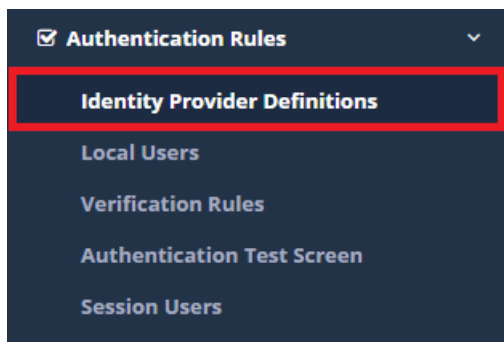 Authentication Rules
Identity Provider Definitions
Local Users
Verification Rules
Authentication Test Screen
Session Users